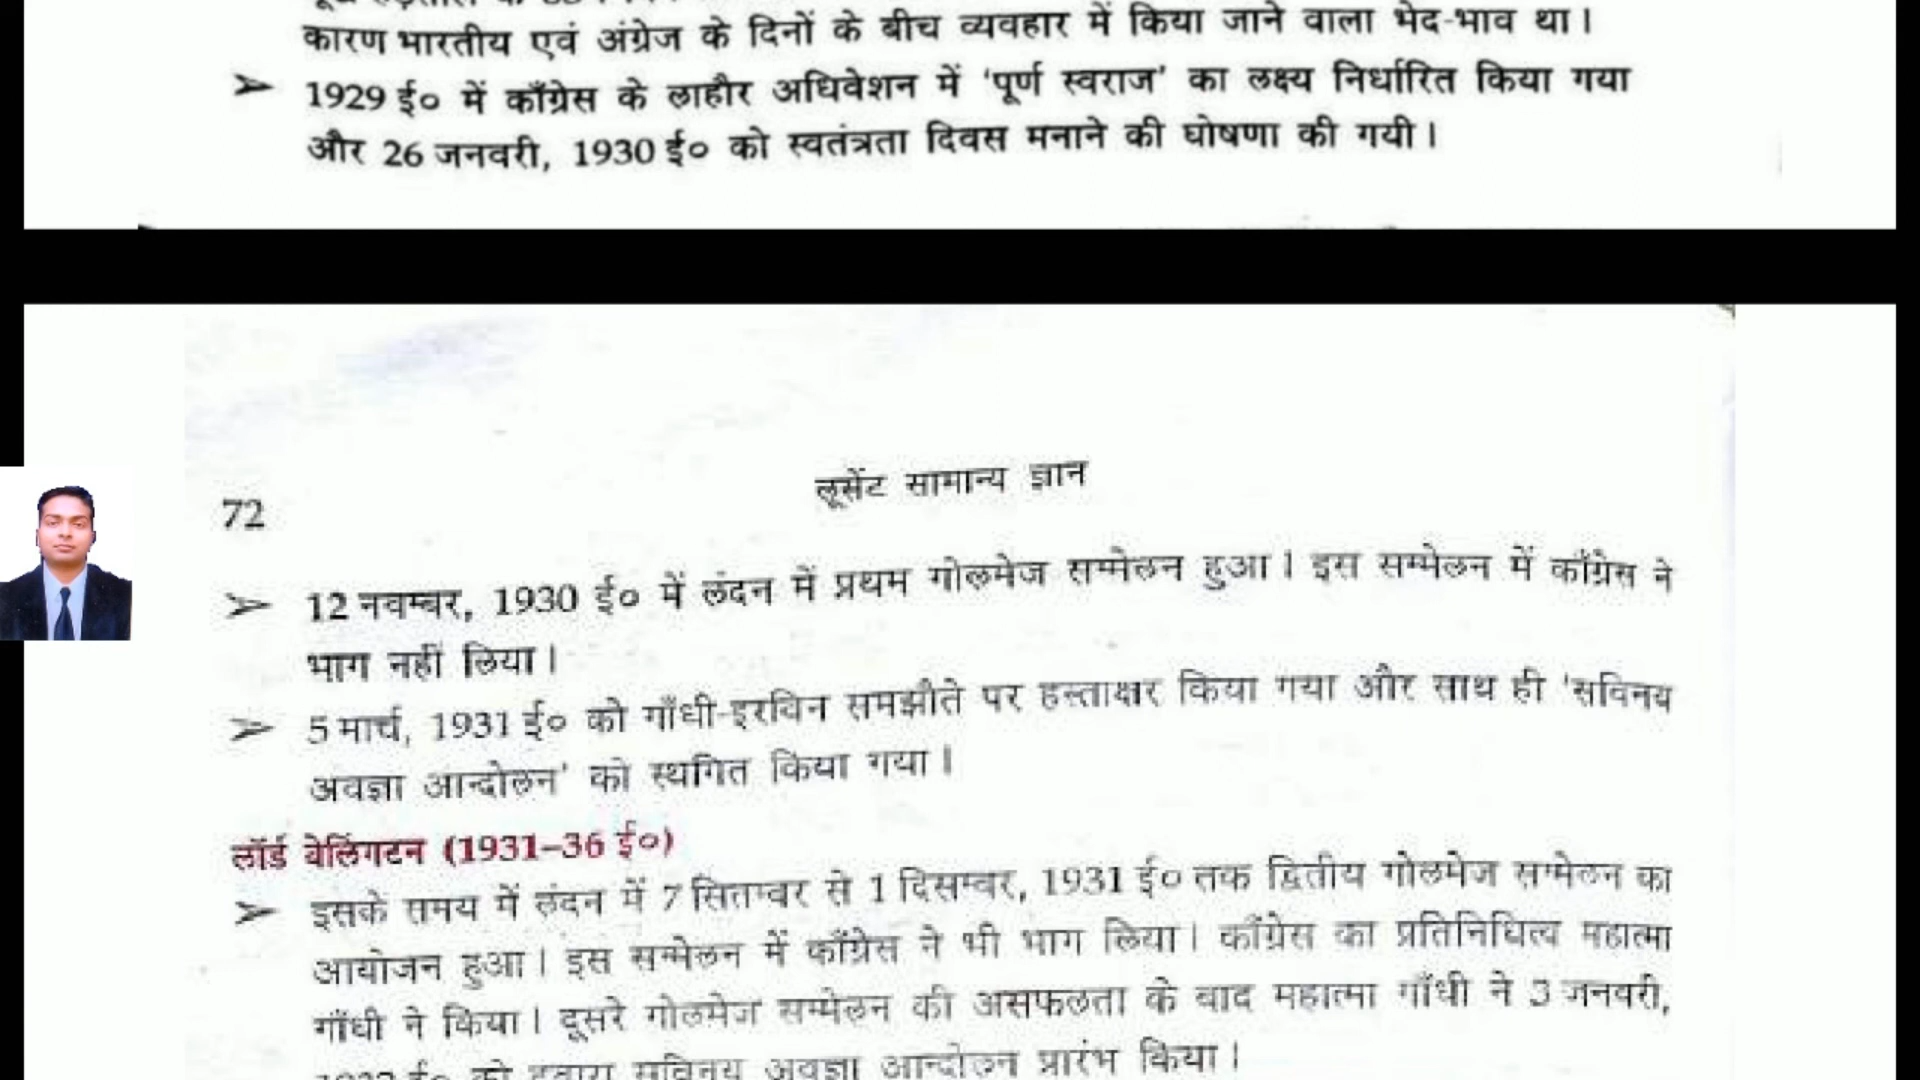 कारण भारतीय एवं अंग्रेज के दिनों के बीच व्यवहार में किया जाने वाला भेद-भाव था।
➢ 1929 ई० में काँग्रेस के लाहौर अधिवेशन में ‘पूर्ण स्वराज’ का लक्ष्य निर्धारित किया गया
और 26 जनवरी, 1930 ई० को स्वतंत्रता दिवस मनाने की घोषणा की गयी।
72
लूसेंट सामान्य ज्ञान
➢ 12 नवम्बर, 1930 ई० में लंदन में प्रथम गोलमेज सम्मेलन हुआ। इस सम्मेलन में काँग्रेस ने
भाग नहीं लिया।
➢ 5 मार्च, 1931 ई० को गाँधी-इरविन समझौते पर हस्ताक्षर किया गया और साथ ही ‘सविनय
अवज्ञा आन्दोलन’ को स्थगित किया गया।
लॉर्ड वेलिंगटन (1931–36 ई०)
➢ इसके समय में लंदन में 7 सितम्बर से 1 दिसम्बर, 1931 ई० तक द्वितीय गोलमेज सम्मेलन का
आयोजन हुआ। इस सम्मेलन में काँग्रेस ने भी भाग लिया। काँग्रेस का प्रतिनिधित्व महात्मा
गाँधी ने किया। दूसरे गोलमेज सम्मेलन की असफलता के बाद महात्मा गाँधी ने 3 जनवरी,
1932 ई० को दुबारा सविनय अवज्ञा आन्दोलन प्रारंभ किया।